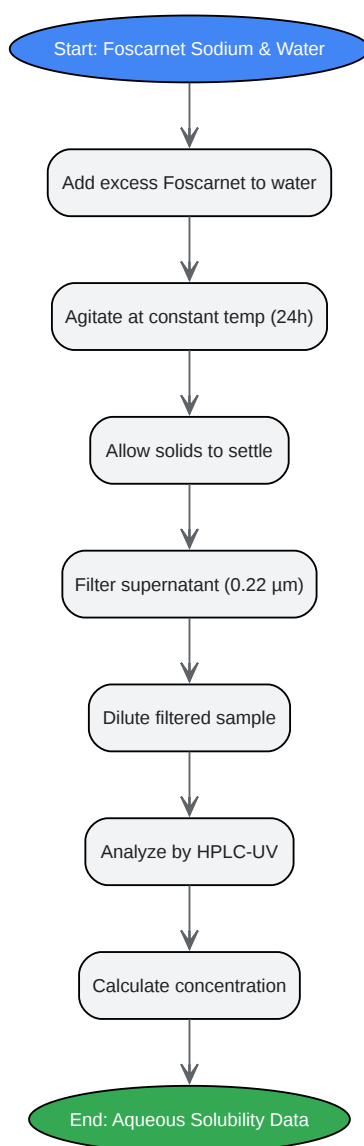 Start: Foscarnet Sodium & Water
Add excess Foscarnet to water
Agitate at constant temp (24h)
Allow solids to settle
Filter supernatant (0.22 µm)
Dilute filtered sample
Analyze by HPLC-UV
Calculate concentration
End: Aqueous Solubility Data